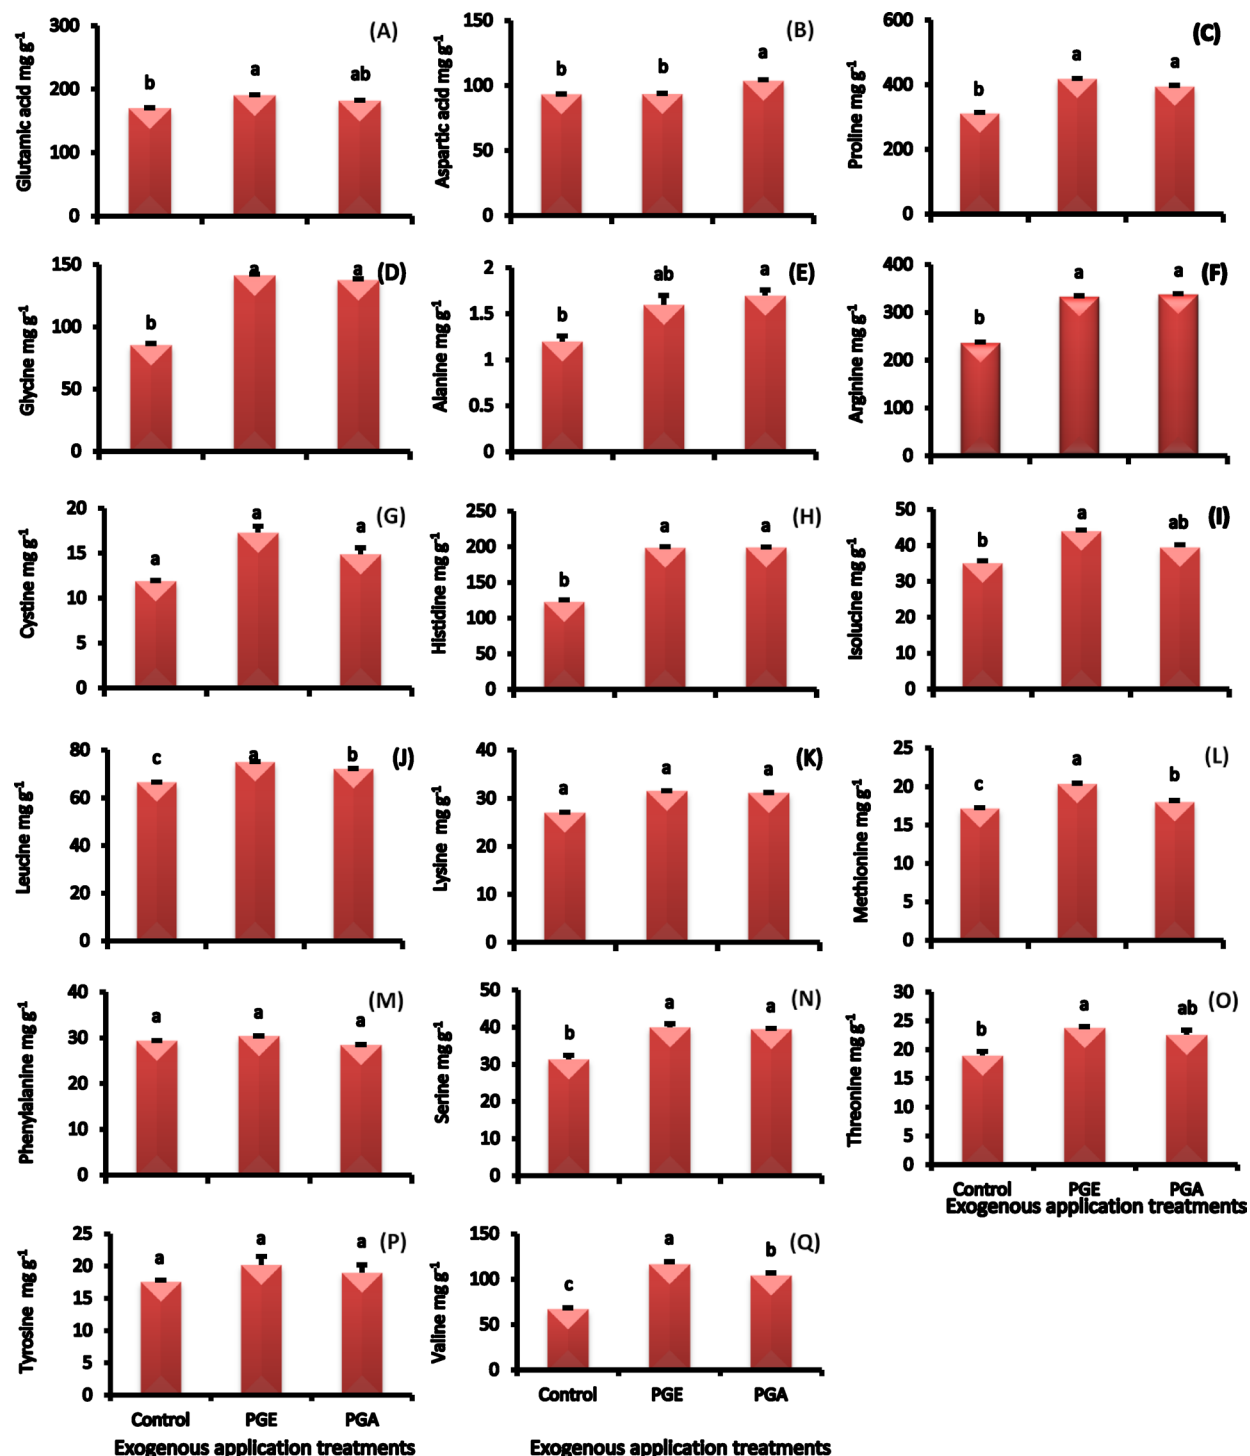 (A)
Glutamic acid mg g-1
300
200
100
0
b
a
ab
(B)
Aspartic acid mg g-1
150
100
50
0
b
b
a
(C)
Proline mg g-1
600
400
200
0
b
a
a
(D)
Glycine mg g-1
150
100
50
0
b
a
a
(E)
Alanine mg g-1
2
1.5
1
0.5
0
b
ab
a
(F)
Arginine mg g-1
400
300
200
100
0
b
a
a
(G)
Cystine mg g-1
20
15
10
5
0
a
a
a
(H)
Histidine mg g-1
250
200
150
100
50
0
b
a
a
(I)
Isolucine mg g-1
50
40
30
20
10
0
b
a
ab
(J)
Leucine mg g-1
80
60
40
20
0
c
a
b
(K)
Lysine mg g-1
40
30
20
10
0
a
a
a
(L)
Methionine mg g-1
25
20
15
10
5
0
c
a
b
(M)
Phenylalanine mg g-1
40
30
20
10
0
a
a
a
(N)
Serine mg g-1
50
40
30
20
10
0
b
a
a
(O)
Threonine mg g-1
30
25
20
15
10
5
0
b
a
ab
Control PGE PGA
Exogenous application treatments
(P)
Tyrosine mg g-1
25
20
15
10
5
0
a
a
a
Control PGE PGA
Exogenous application treatments
(Q)
Valine mg g-1
150
100
50
0
c
a
b
Control PGE PGA
Exogenous application treatments